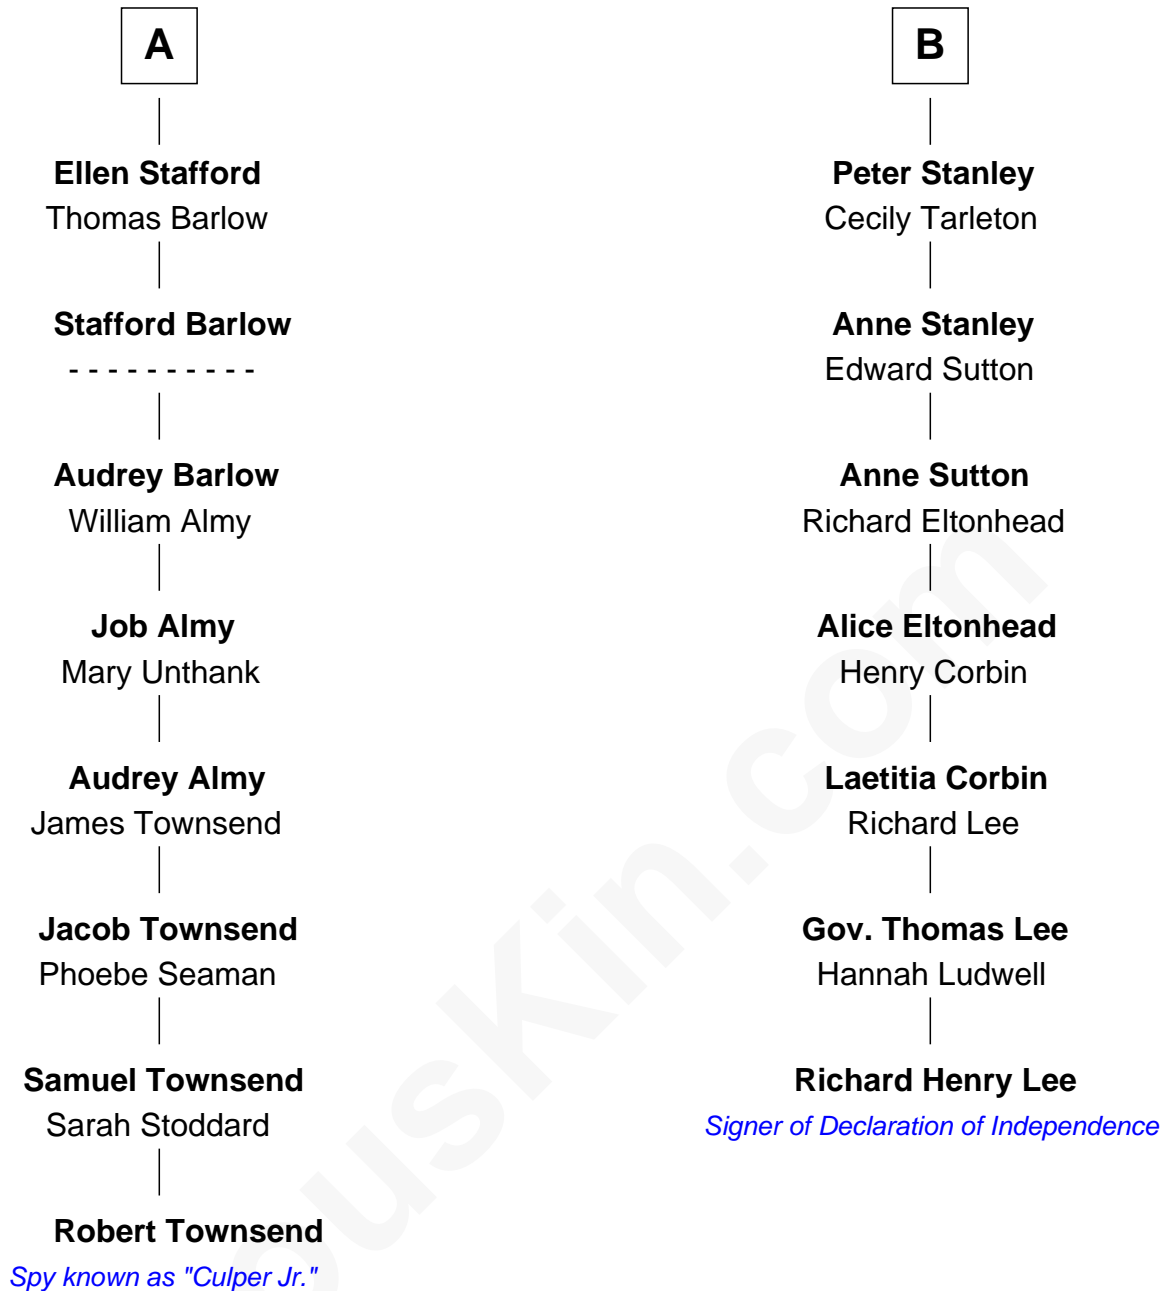 A
Ellen Stafford
Thomas Barlow
Stafford Barlow
- - - - - - - - - -
Audrey Barlow
William Almy
Job Almy
Mary Unthank
Audrey Almy
James Townsend
Jacob Townsend
Phoebe Seaman
Samuel Townsend
Sarah Stoddard
Robert Townsend
Spy known as "Culper Jr."
B
Peter Stanley
Cecily Tarleton
Anne Stanley
Edward Sutton
Anne Sutton
Richard Eltonhead
Alice Eltonhead
Henry Corbin
Laetitia Corbin
Richard Lee
Gov. Thomas Lee
Hannah Ludwell
Richard Henry Lee
Signer of Declaration of Independence
ousKin.com